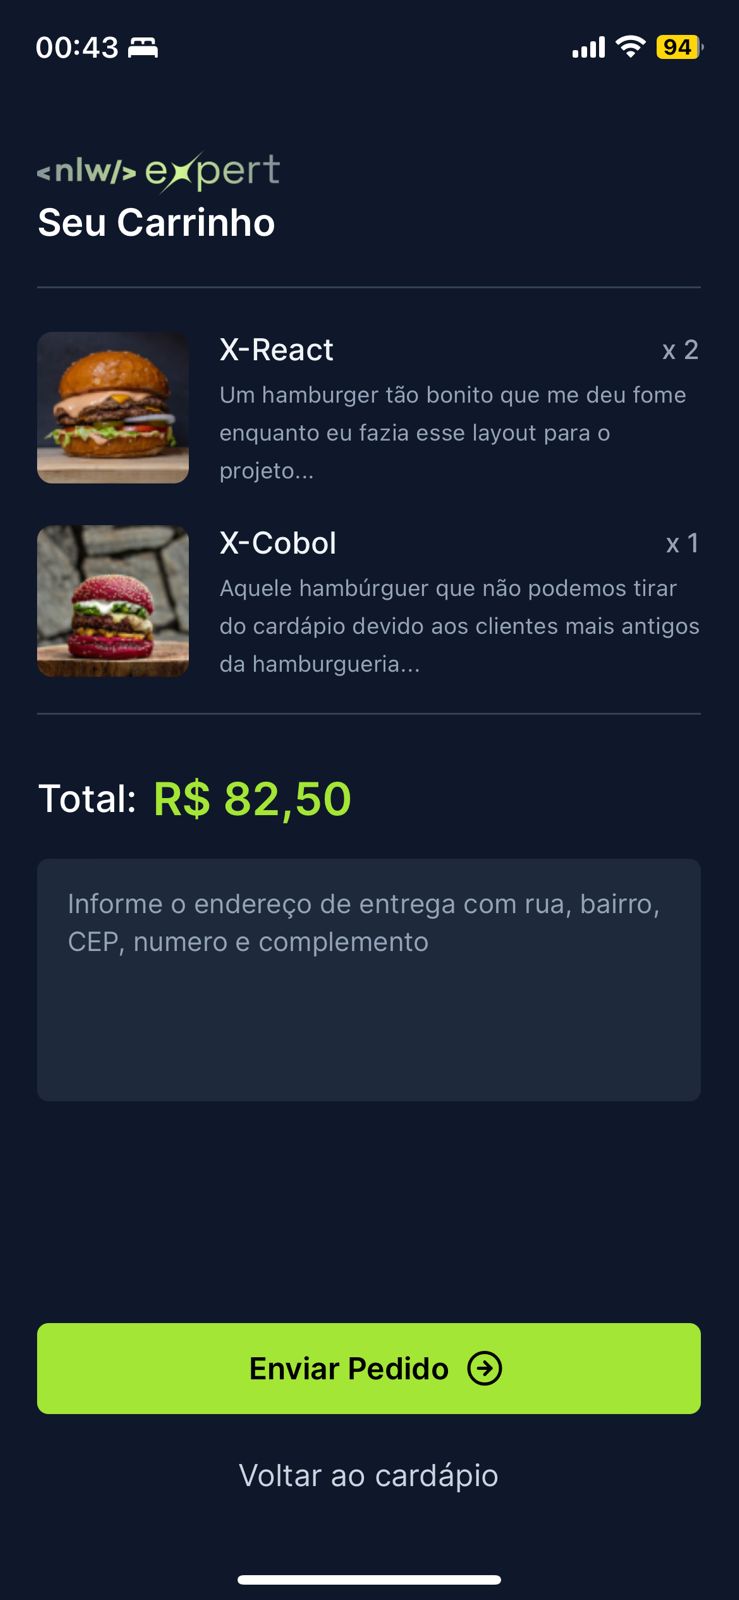 00:43
94
<nlw/> expert
Seu Carrinho
X-React
x 2
Um hamburger tão bonito que me deu fome
enquanto eu fazia esse layout para o
projeto...
X-Cobol
x 1
Aquele hambúrguer que não podemos tirar
do cardápio devido aos clientes mais antigos
da hamburgueria...
Total: R$ 82,50
Informe o endereço de entrega com rua, bairro,
CEP, numero e complemento
Enviar Pedido
Voltar ao cardápio